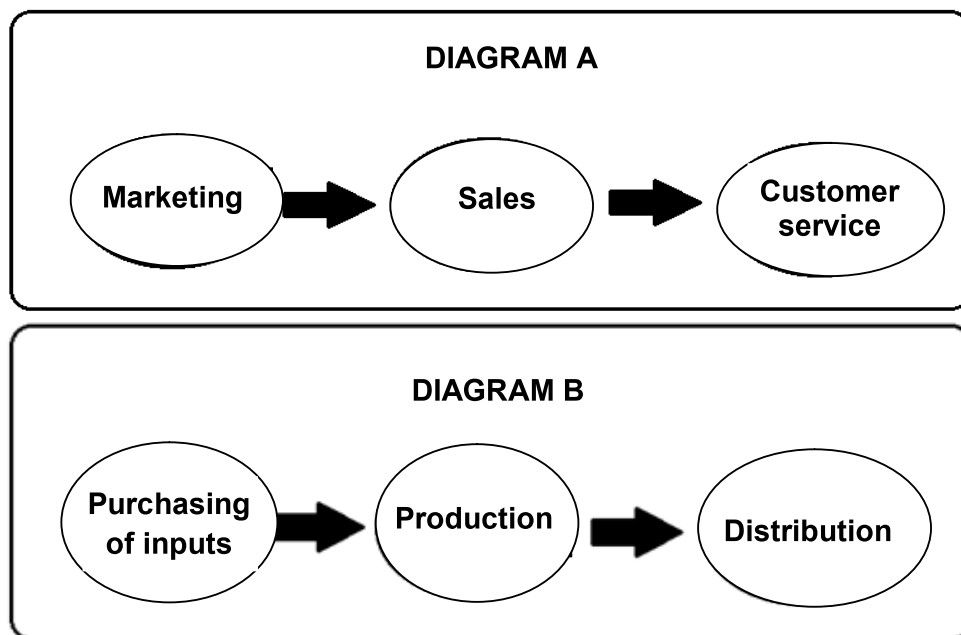 DIAGRAM A
Marketing
Sales
Customer
service
DIAGRAM B
Purchasing
of inputs
Production
Distribution